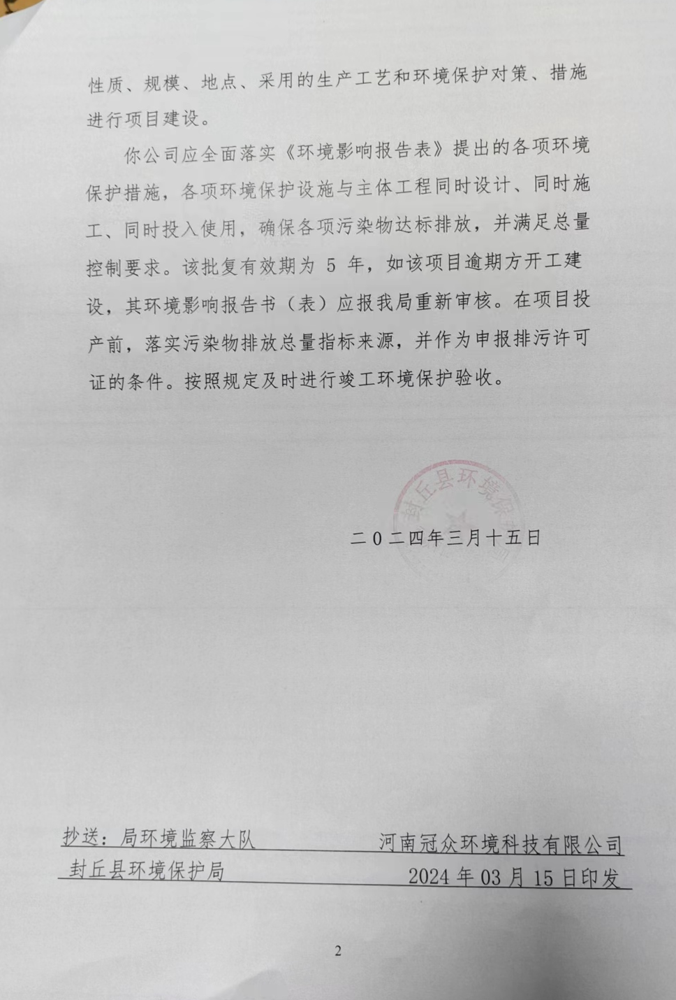 性质、规模、地点、采用的生产工艺和环境保护对策、措施
进行项目建设。
你公司应全面落实《环境影响报告表》提出的各项环境
保护措施，各项环境保护设施与主体工程同时设计、同时施
工、同时投入使用，确保各项污染物达标排放，并满足总量
控制要求。该批复有效期为 5 年，如该项目逾期方开工建
设，其环境影响报告书（表）应报我局重新审核。在项目投
产前，落实污染物排放总量指标来源，并作为申报排污许可
证的条件。按照规定及时进行竣工环境保护验收。
封丘县环境保
二0二四年三月十五日
抄送：局环境监察大队 河南冠众环境科技有限公司
封丘县环境保护局 2024 年 03 月 15 日印发
2